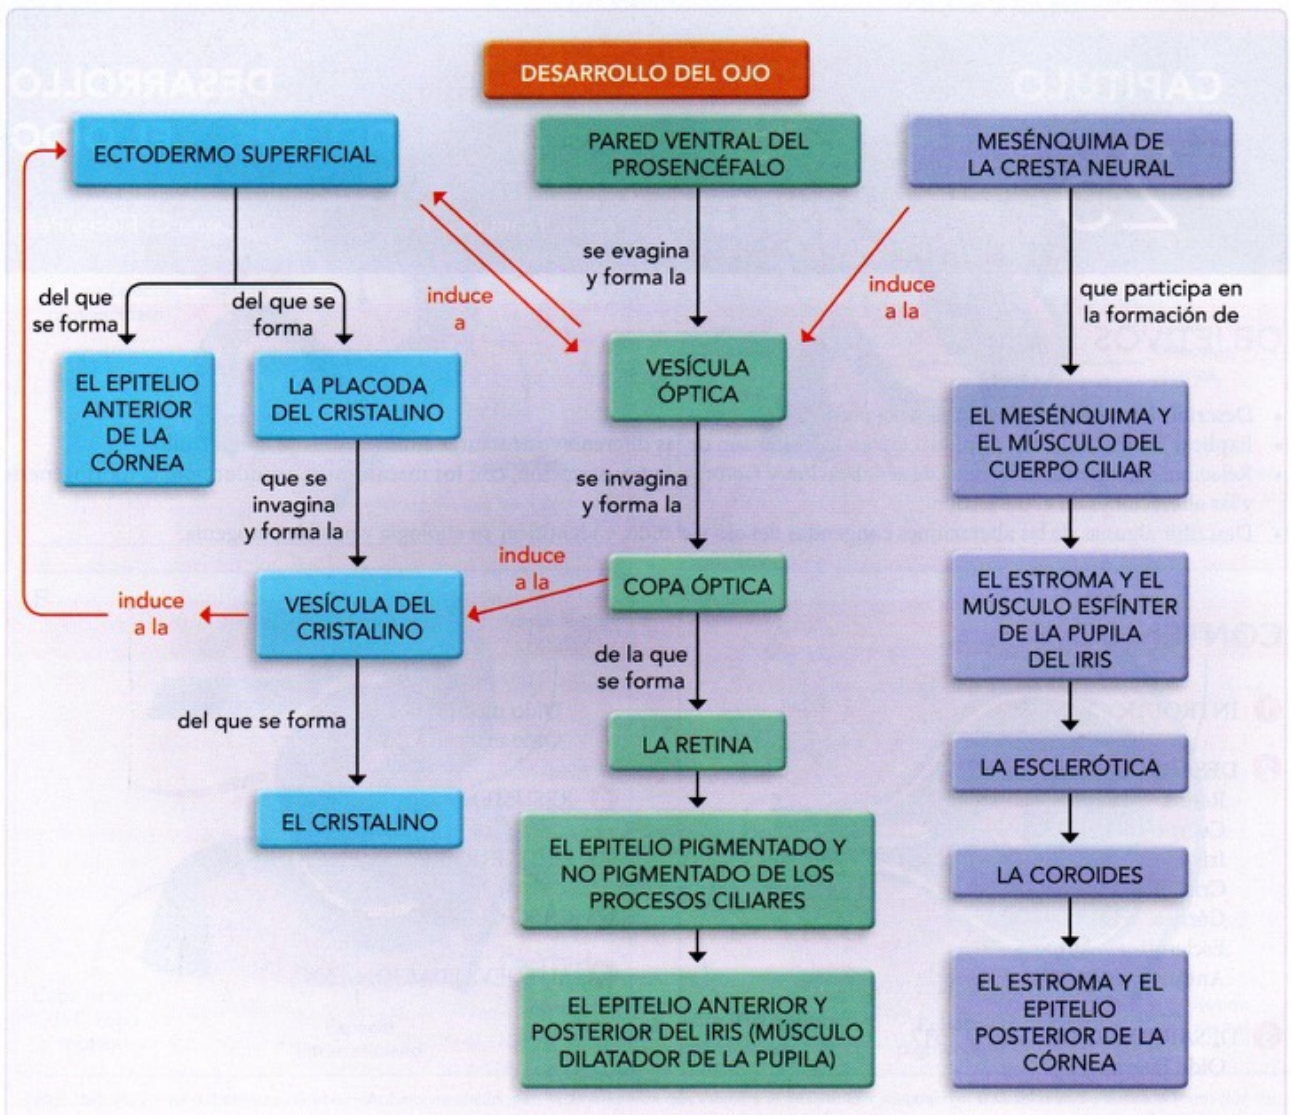 DESARROLLO DEL OJO
CAPÍTULO
DESARROLLO
ECTODERMO SUPERFICIAL
PARED VENTRAL DEL
PROSENCÉFALO
MESÉNQUIMA DE
LA CRESTA NEURAL
del que
se forma
del que se
forma
induce
a
se evagina
y forma la
induce
a la
que participa en
la formación de
OBJETIVOS
EL EPITELIO
ANTERIOR
DE LA
CÓRNEA
LA PLACODA
DEL CRISTALINO
VESÍCULA
ÓPTICA
EL MESÉNQUIMA Y
EL MÚSCULO DEL
CUERPO CILIAR
que se
invagina
y forma la
se invagina
y forma la
induce
a la
VESÍCULA DEL
CRISTALINO
induce
a la
COPA ÓPTICA
EL ESTROMA Y EL
MÚSCULO ESFÍNTER
DE LA PUPILA
DEL IRIS
del que se forma
de la que
se forma
LA RETINA
LA ESCLERÓTICA
EL CRISTALINO
EL EPITELIO PIGMENTADO Y
NO PIGMENTADO DE LOS
PROCESOS CILIARES
LA COROIDES
EL EPITELIO ANTERIOR Y
POSTERIOR DEL IRIS (MÚSCULO
DILATADOR DE LA PUPILA)
EL ESTROMA Y EL
EPITELIO
POSTERIOR DE LA
CÓRNEA